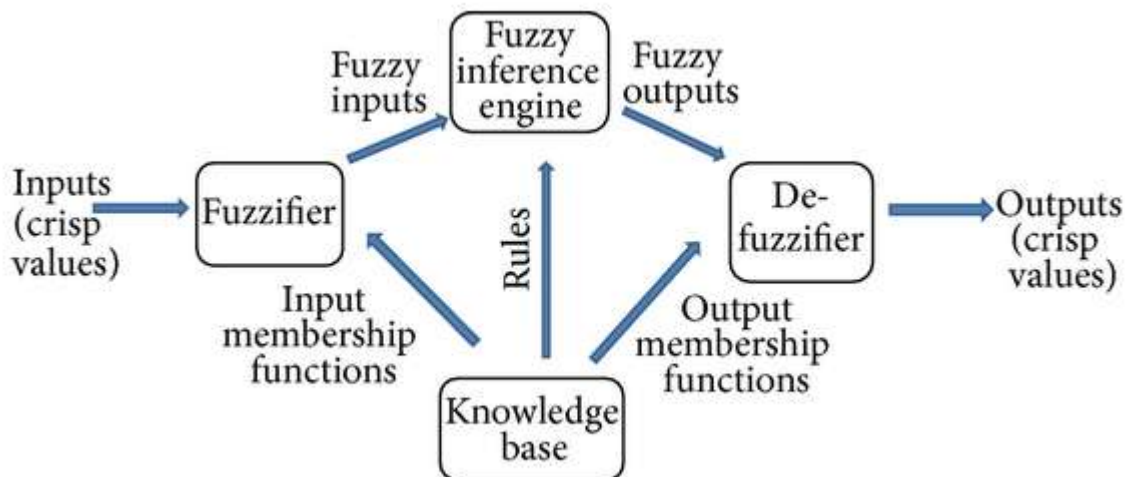 Inputs
(crisp
values)
Fuzzifier
Fuzzy
inputs
Fuzzy
inference
engine
Fuzzy
outputs
De-
fuzzifier
Outputs
(crisp
values)
Input
membership
functions
Rules
Output
membership
functions
Knowledge
base